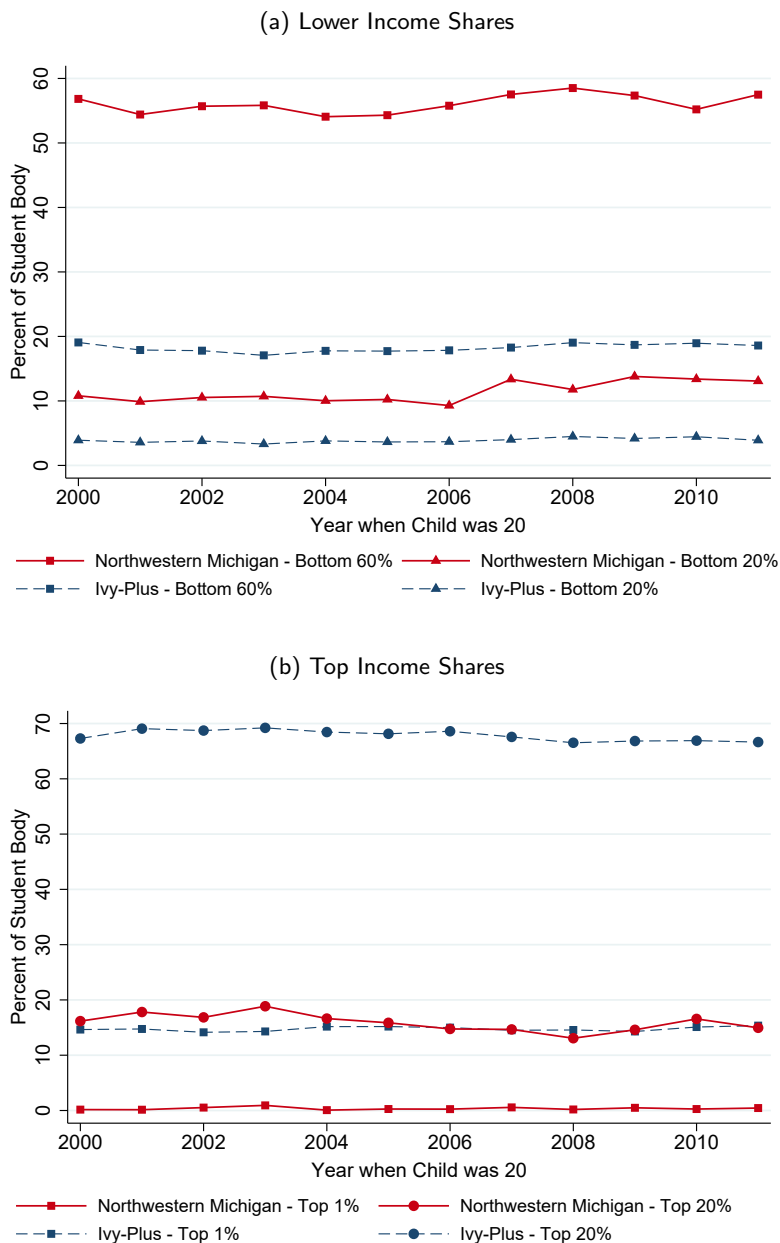 (a) Lower Income Shares
Percent of Student Body
60
50
40
30
20
10
0
2000 2002 2004 2006 2008 2010
Year when Child was 20
Northwestern Michigan - Bottom 60% Northwestern Michigan - Bottom 20%
Ivy-Plus - Bottom 60% Ivy-Plus - Bottom 20%
(b) Top Income Shares
Percent of Student Body
70
60
50
40
30
20
10
0
2000 2002 2004 2006 2008 2010
Year when Child was 20
Northwestern Michigan - Top 1% Northwestern Michigan - Top 20%
Ivy-Plus - Top 1% Ivy-Plus - Top 20%